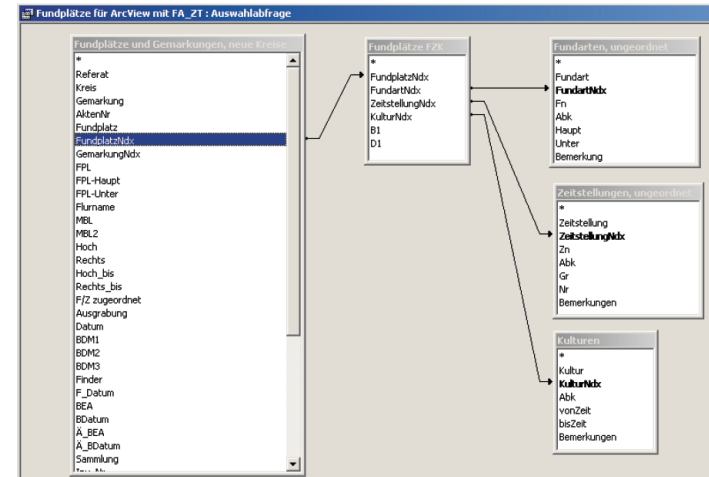 Fundplätze für ArcView mit FA_ZT : Auswahlabfrage
Fundplätze und Gemarkungen, neue Kreise
*
Referat
Kreis
Gemarkung
AktenNr
Fundplatz
FundplatzNdx
GemarkungNdx
FPL
FPL-Haupt
FPL-Unter
Flurname
MBL
MBL2
Hoch
Rechts
Hoch_bis
Rechts_bis
F/Z zugeordnet
Ausgrabung
Datum
BDM1
BDM2
BDM3
Finder
F_Datum
BEA
BDatum
Ä_BEA
Ä_BDatum
Sammlung
Fundplätze FZK
*
FundplatzNdx
FundartNdx
ZeitstellungNdx
KulturNdx
B1
D1
Fundarten, ungeordnet
*
Fundart
FundartNdx
Fn
Abk
Haupt
Unter
Bemerkung
Zeitstellungen, ungeordnet
*
Zeitstellung
ZeitstellungNdx
Zn
Abk
Gr
Nr
Bemerkungen
Kulturen
*
Kultur
KulturNdx
Abk
vonZeit
bisZeit
Bemerkungen